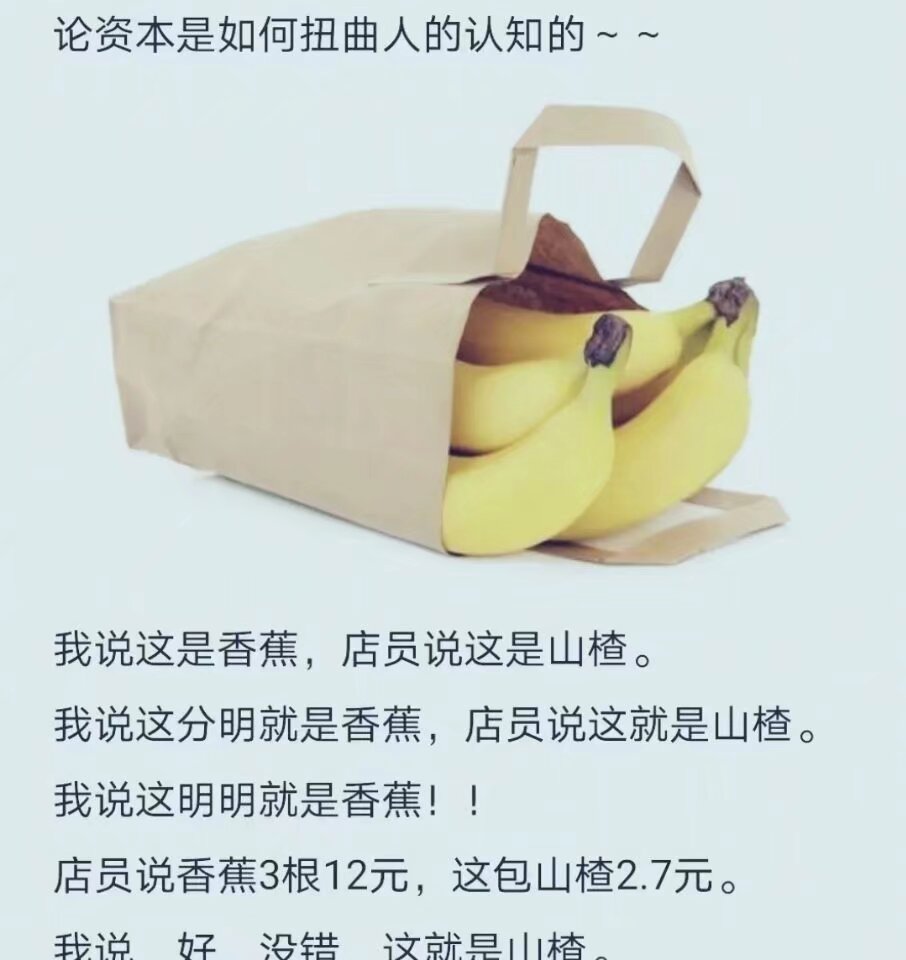 论资本是如何扭曲人的认知的～～
我说这是香蕉，店员说这是山楂。
我说这分明就是香蕉，店员说这就是山楂。
我说这明明就是香蕉！！
店员说香蕉3根12元，这包山楂2.7元。
我说，好，没错，这就是山楂。